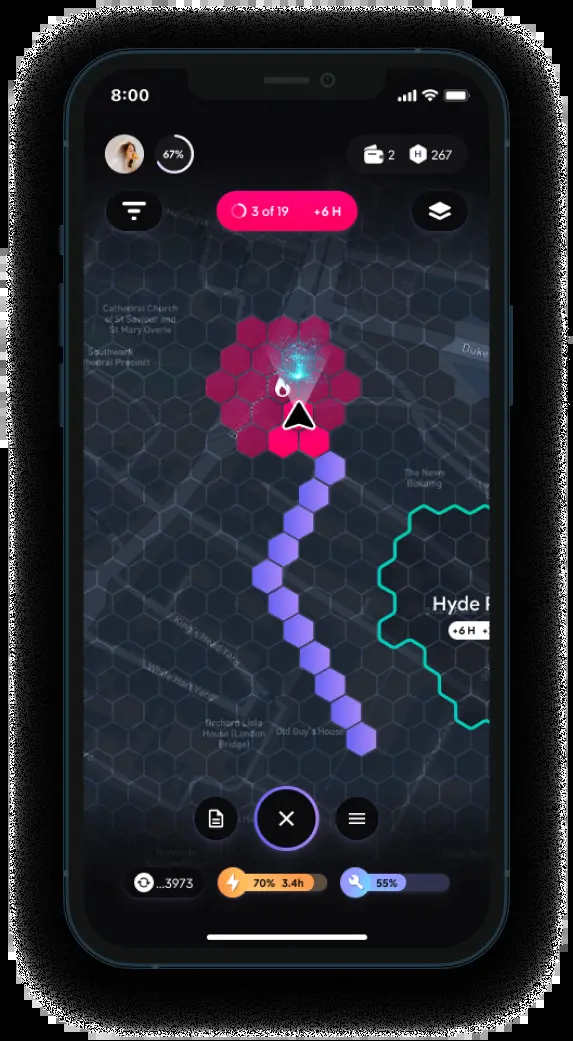 8:00
67%
2
H 267
3 of 19 +6 H
Cathedral Church
of St Saviour and
St Mary Overie
Southwark
hedral Precinct
Duke
The News
Building
Hyde P
+6 H
King's Head Yard
White Hart Yard
Orchard Lisle
House (London
Bridge)
Old Guy's House
...3973
70% 3.4h
55%